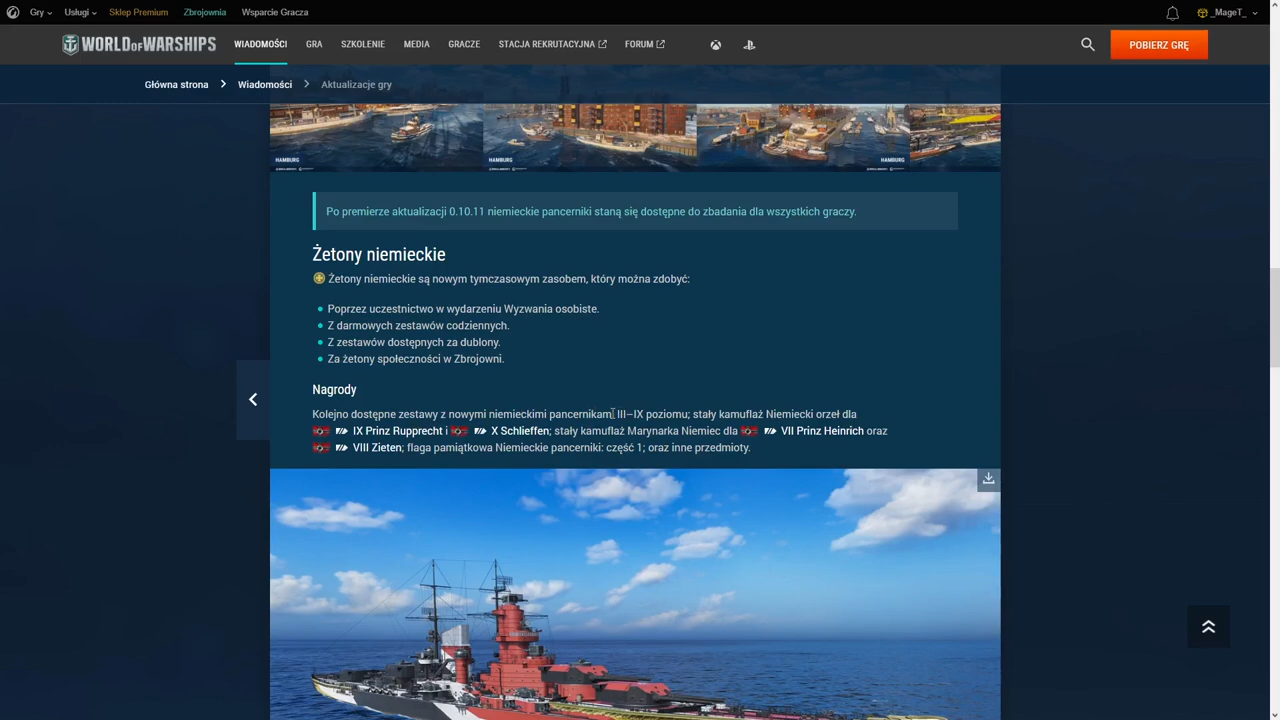 Gry Usługi Sklep Premium Zbrojownia Wsparcie Gracza _MageT_
WORLD OF WARSHIPS WIADOMOŚCI GRA SZKOLENIE MEDIA GRACZE STACJA REKRUTACYJNA FORUM POBIERZ GRĘ
Główna strona Wiadomości Aktualizacje gry
HAMBURG HAMBURG HAMBURG
Po premierze aktualizacji 0.10.11 niemieckie pancerniki staną się dostępne do zbadania dla wszystkich graczy.
Żetony niemieckie
Żetony niemieckie są nowym tymczasowym zasobem, który można zdobyć:
Poprzez uczestnictwo w wydarzeniu Wyzwania osobiste.
Z darmowych zestawów codziennych.
Z zestawów dostępnych za dublony.
Za żetony społeczności w Zbrojowni.
Nagrody
Kolejno dostępne zestawy z nowymi niemieckimi pancernikami III–IX poziomu; stały kamuflaż Niemiecki orzeł dla
IX Prinz Rupprecht i X Schlieffen; stały kamuflaż Marynarka Niemiec dla VII Prinz Heinrich oraz
VIII Zieten; flaga pamiątkowa Niemieckie pancerniki: część 1; oraz inne przedmioty.